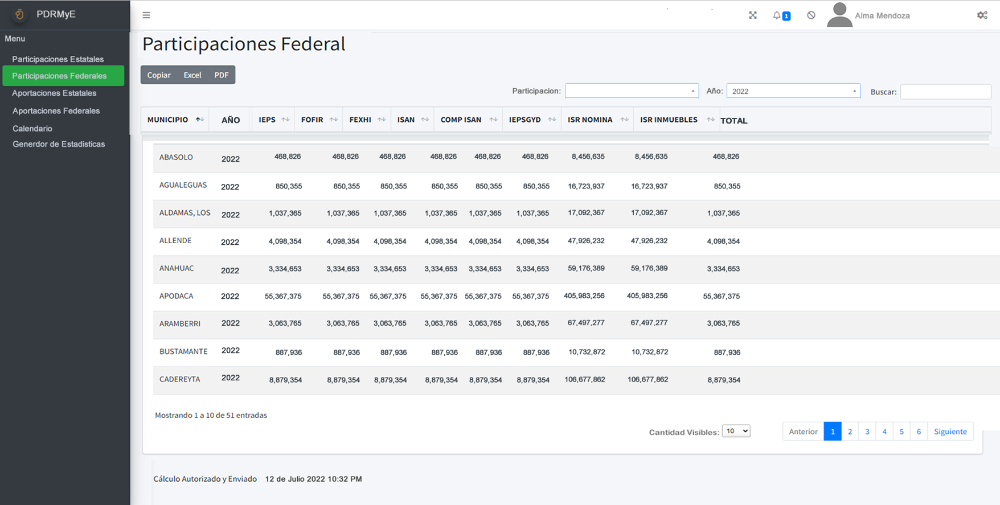 PDRMyE
1
Alma Mendoza
Menu
Participaciones Estatales
Participaciones Federales
Aportaciones Estatales
Aportaciones Federales
Calendario
Generdor de Estadisticas
Participaciones Federal
Copiar Excel PDF
Participacion: Año: 2022 Buscar:
MUNICIPIO AÑO IEPS FOFIR FEXHI ISAN COMP ISAN IEPSGYD ISR NOMINA ISR INMUEBLES TOTAL
ABASOLO 2022 468,826 468,826 468,826 468,826 468,826 468,826 8,456,635 8,456,635 468,826
AGUALEGUAS 2022 850,355 850,355 850,355 850,355 850,355 850,355 16,723,937 16,723,937 850,355
ALDAMAS, LOS 2022 1,037,365 1,037,365 1,037,365 1,037,365 1,037,365 1,037,365 17,092,367 17,092,367 1,037,365
ALLENDE 2022 4,098,354 4,098,354 4,098,354 4,098,354 4,098,354 4,098,354 47,926,232 47,926,232 4,098,354
ANAHUAC 2022 3,334,653 3,334,653 3,334,653 3,334,653 3,334,653 3,334,653 59,176,389 59,176,389 3,334,653
APODACA 2022 55,367,375 55,367,375 55,367,375 55,367,375 55,367,375 55,367,375 405,983,256 405,983,256 55,367,375
ARAMBERRI 2022 3,063,765 3,063,765 3,063,765 3,063,765 3,063,765 3,063,765 67,497,277 67,497,277 3,063,765
BUSTAMANTE 2022 887,936 887,936 887,936 887,936 887,936 887,936 10,732,872 10,732,872 887,936
CADEREYTA 2022 8,879,354 8,879,354 8,879,354 8,879,354 8,879,354 8,879,354 106,677,862 106,677,862 8,879,354
Mostrando 1 a 10 de 51 entradas
Cantidad Visibles: 10 Anterior 1 2 3 4 5 6 Siguiente
Cálculo Autorizado y Enviado 12 de Julio 2022 10:32 PM